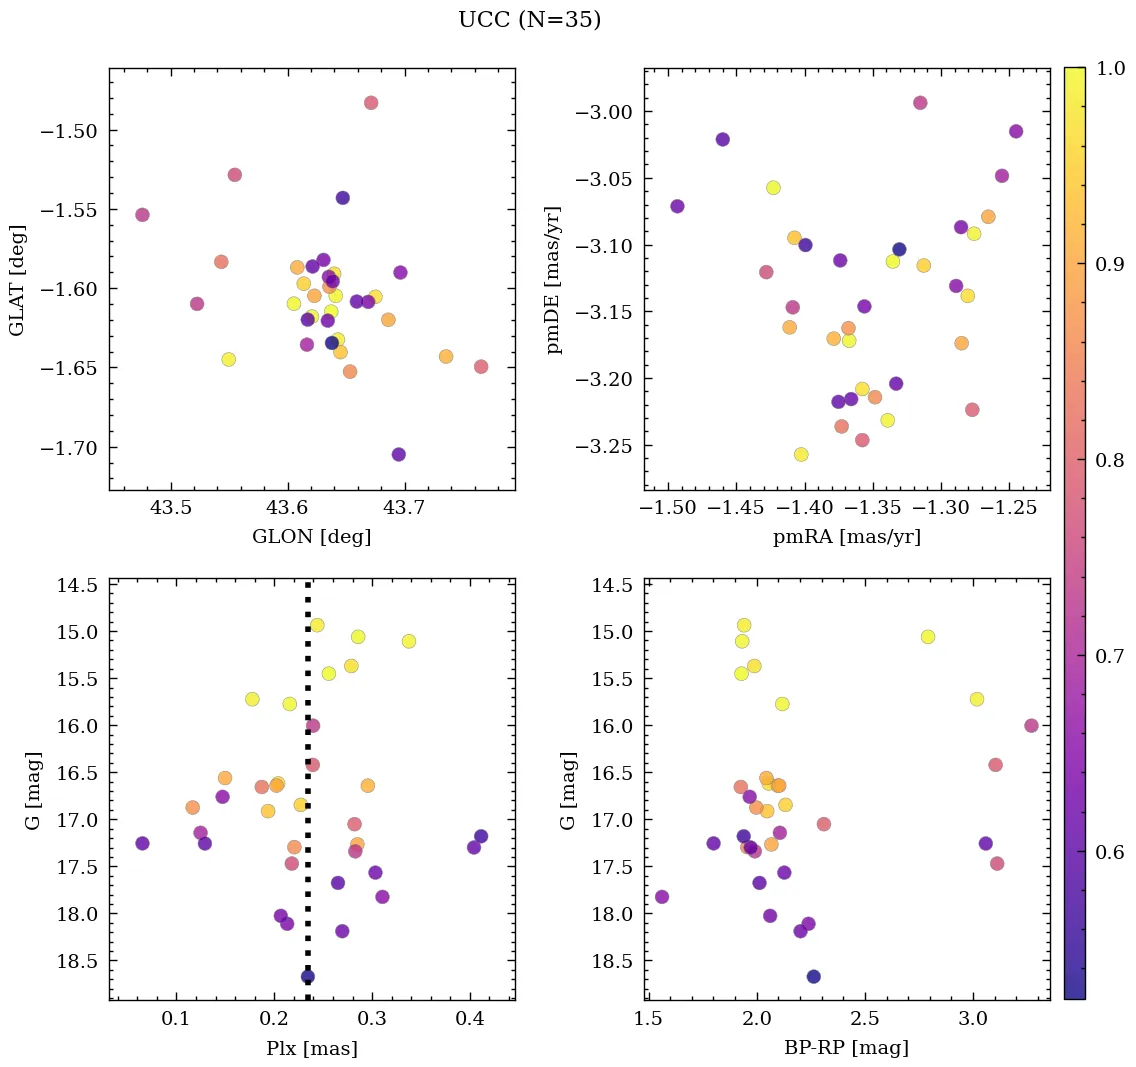 UCC (N=35)
−1.50
−1.55
−1.60
−1.65
−1.70
GLAT [deg]
43.5 43.6 43.7
GLON [deg]
−3.00
−3.05
−3.10
−3.15
−3.20
−3.25
pmDE [mas/yr]
−1.50 −1.45 −1.40 −1.35 −1.30 −1.25
pmRA [mas/yr]
1.0
0.9
0.8
0.7
0.6
14.5
15.0
15.5
16.0
16.5
17.0
17.5
18.0
18.5
G [mag]
0.1 0.2 0.3 0.4
Plx [mas]
14.5
15.0
15.5
16.0
16.5
17.0
17.5
18.0
18.5
G [mag]
1.5 2.0 2.5 3.0
BP-RP [mag]